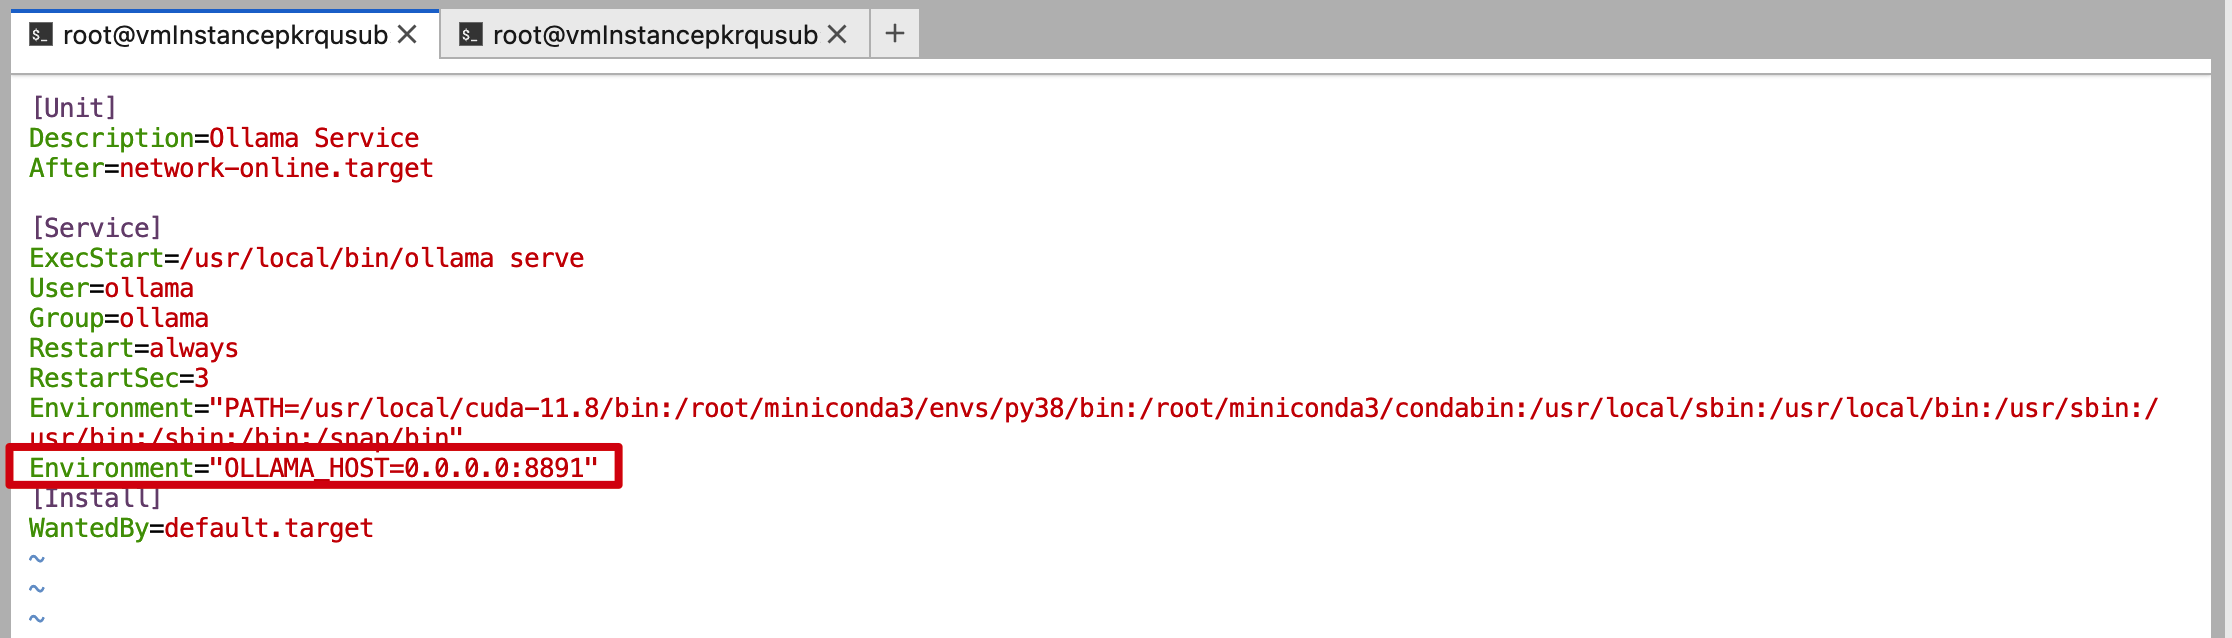 root@vmInstancepkrqusub
root@vmInstancepkrqusub
[Unit]
Description=Ollama Service
After=network-online.target
[Service]
ExecStart=/usr/local/bin/ollama serve
User=ollama
Group=ollama
Restart=always
RestartSec=3
Environment="PATH=/usr/local/cuda-11.8/bin:/root/miniconda3/envs/py38/bin:/root/miniconda3/condabin:/usr/local/sbin:/usr/local/bin:/usr/sbin:/
usr/bin:/sbin:/bin:/snap/bin"
Environment="OLLAMA_HOST=0.0.0.0:8891"
[Install]
WantedBy=default.target
~
~
~